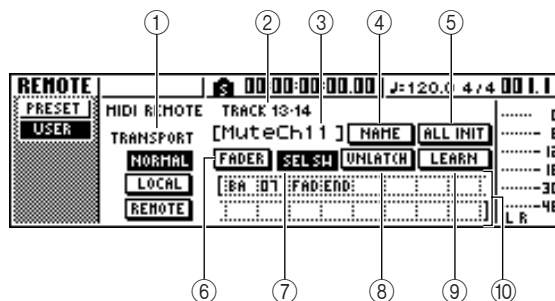 ① ② ③ ④ ⑤
REMOTE S 00:00:00:00.00 ♩=120.0 4/4 001.1
PRESET MIDI REMOTE TRACK 13-14
USER TRANSPORT [MuteCh11 ] NAME ALL INIT
NORMAL FADER SEL SW UNLATCH LEARN
LOCAL [ BA 07 FAD END
REMOTE ]
0
6
12
18
30
48
L R
⑥ ⑦ ⑧ ⑨ ⑩